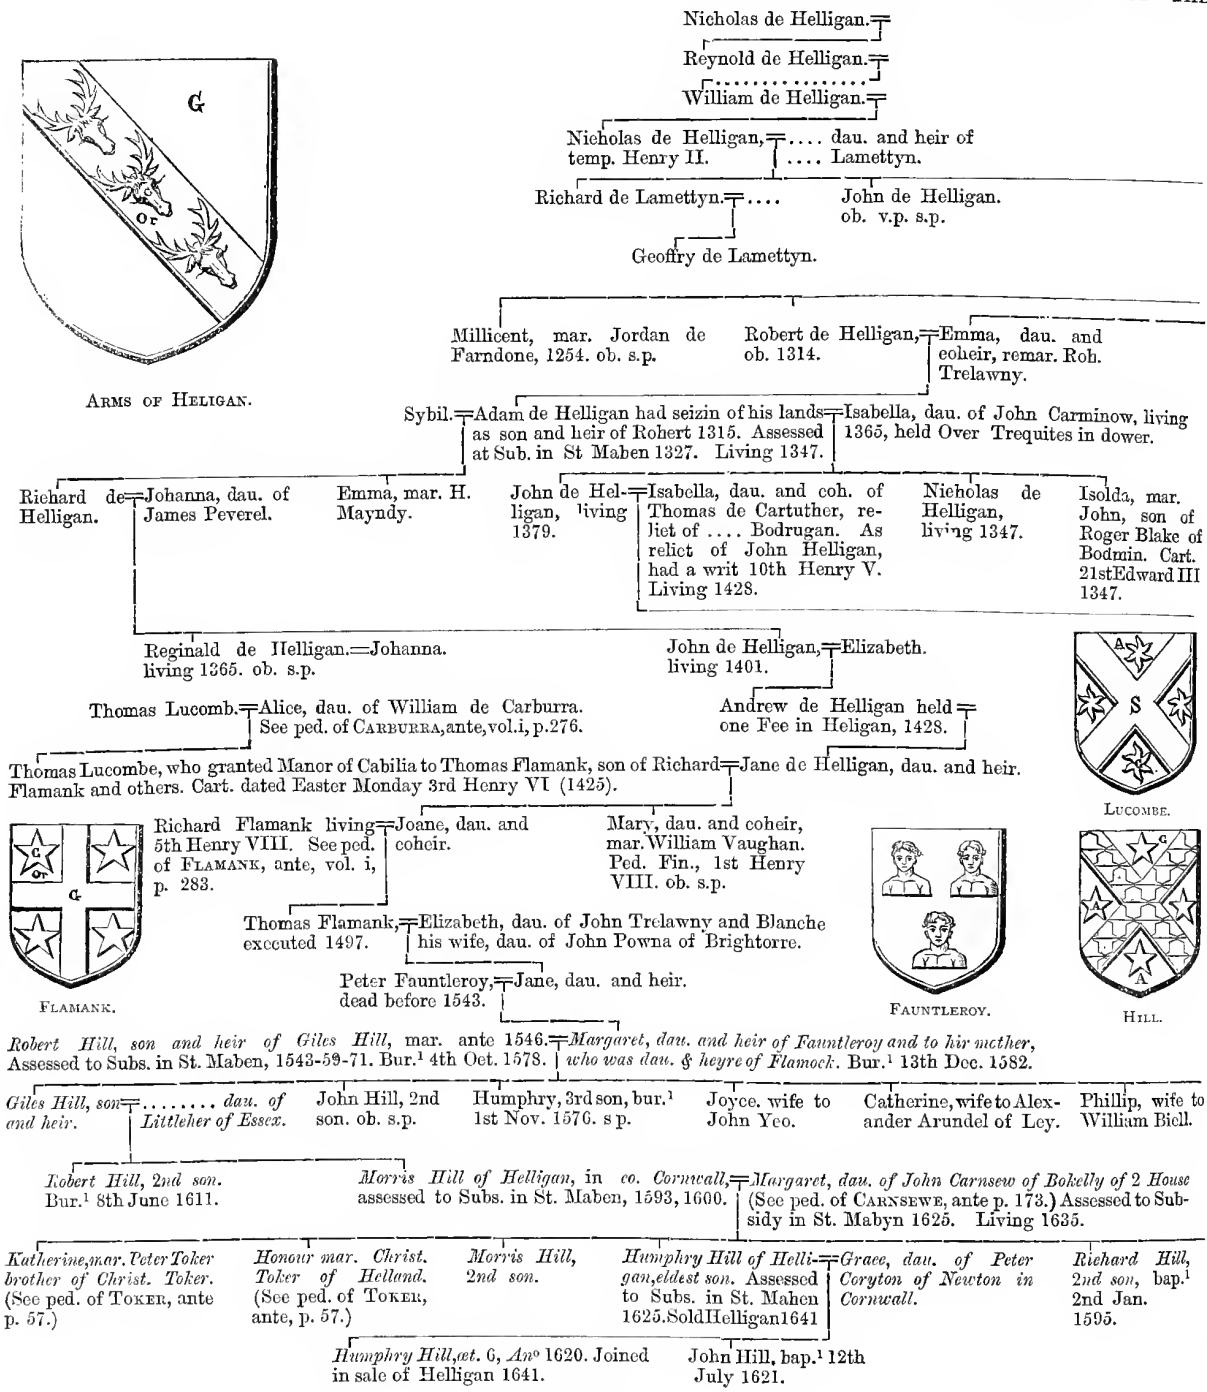 Nicholas de Helligan.
Reynold de Helligan.
William de Helligan.
G
Or
ARMS OF HELIGAN.
Nicholas de Helligan,
temp. Henry II.
.... dau. and heir of
.... Lamettyn.
Richard de Lamettyn.
....
John de Helligan.
ob. v.p. s.p.
Geoffry de Lamettyn.
Millicent, mar. Jordan de
Farndone, 1254. ob. s.p.
Robert de Helligan,
ob. 1314.
Emma, dau. and
coheir, remar. Rob.
Trelawny.
Sybil.
Adam de Helligan had seizin of his lands
as son and heir of Robert 1315. Assessed
at Sub. in St Maben 1327. Living 1347.
Isabella, dau. of John Carminow, living
1365, held Over Trequites in dower.
Richard de
Helligan.
Johanna, dau. of
James Peverel.
Emma, mar. H.
Mayndy.
John de Hel-
ligan, living
1379.
Isabella, dau. and coh. of
Thomas de Cartuther, re-
lict of .... Bodrugan. As
relict of John Helligan,
had a writ 10th Henry V.
Living 1428.
Nicholas de
Helligan,
living 1347.
Isolda, mar.
John, son of
Roger Blake of
Bodmin. Cart.
21stEdward III
1347.
Reginald de Helligan.
living 1365. ob. s.p.
Johanna.
John de Helligan,
living 1401.
Elizabeth.
A
S
LUCOMBE.
Thomas Lucomb.
Alice, dau. of William de Carburra.
See ped. of CARBURRA, ante, vol. i, p. 276.
Andrew de Helligan held
one Fee in Heligan, 1428.
Thomas Lucombe, who granted Manor of Cabilia to Thomas Flamank, son of Richard
Flamank and others. Cart. dated Easter Monday 3rd Henry VI (1425).
Jane de Helligan, dau. and heir.
G
Or
G
FLAMANK.
Richard Flamank living
5th Henry VIII. See ped.
of FLAMANK, ante, vol. i,
p. 283.
Joane, dau. and
coheir.
Mary, dau. and coheir,
mar. William Vaughan.
Ped. Fin., 1st Henry
VIII. ob. s.p.
FAUNTLEROY.
G
A
A
HILL.
Thomas Flamank,
executed 1497.
Elizabeth, dau. of John Trelawny and Blanche
his wife, dau. of John Powna of Brightorre.
Peter Fauntleroy,
dead before 1543.
Jane, dau. and heir.
Robert Hill, son and heir of Giles Hill, mar. ante 1546.
Assessed to Subs. in St. Maben, 1543-59-71. Bur.¹ 4th Oct. 1578.
Margaret, dau. and heir of Fauntleroy and to hir mother,
who was dau. & heyre of Flamock. Bur.¹ 13th Dec. 1582.
Giles Hill, son
and heir.
........ dau. of
Littleher of Essex.
John Hill, 2nd
son. ob. s.p.
Humphry, 3rd son, bur.¹
1st Nov. 1576. s p.
Joyce. wife to
John Yeo.
Catherine, wife to Alex-
ander Arundel of Ley.
Phillip, wife to
William Biell.
Robert Hill, 2nd son.
Bur.¹ 8th June 1611.
Morris Hill of Helligan, in co. Cornwall,
assessed to Subs. in St. Maben, 1593, 1600.
Margaret, dau. of John Carnsew of Bokelly of 2 House
(See ped. of CARNSEWE, ante p. 173.) Assessed to Sub-
sidy in St. Mabyn 1625. Living 1635.
Katherine, mar. Peter Toker
brother of Christ. Toker.
(See ped. of TOKER, ante
p. 57.)
Honour mar. Christ.
Toker of Helland.
(See ped. of TOKER,
ante, p. 57.)
Morris Hill,
2nd son.
Humphry Hill of Helli-
gan, eldest son. Assessed
to Subs. in St. Maben
1625. Sold Helligan 1641
Grace, dau. of Peter
Coryton of Newton in
Cornwall.
Richard Hill,
2nd son, bap.¹
2nd Jan.
1595.
Humphry Hill, æt. 6, Anº 1620. Joined
in sale of Helligan 1641.
John Hill, bap.¹ 12th
July 1621.